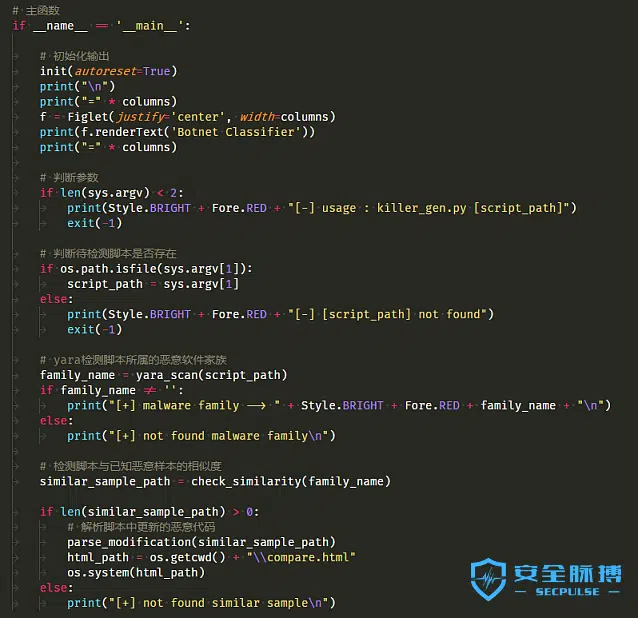 # 主函数
if __name__ == '__main__':
# 初始化输出
init(autoreset=True)
print("\n")
print("=" * columns)
f = Figlet(justify='center', width=columns)
print(f.renderText('Botnet Classifier'))
print("=" * columns)
# 判断参数
if len(sys.argv) < 2:
print(Style.BRIGHT + Fore.RED + "[-] usage : killer_gen.py [script_path]")
exit(-1)
# 判断待检测脚本是否存在
if os.path.isfile(sys.argv[1]):
script_path = sys.argv[1]
else:
print(Style.BRIGHT + Fore.RED + "[-] [script_path] not found")
exit(-1)
# yara检测脚本所属的恶意软件家族
family_name = yara_scan(script_path)
if family_name != '':
print("[+] malware family --> " + Style.BRIGHT + Fore.RED + family_name + "\n")
else:
print("[+] not found malware family\n")
# 检测脚本与已知恶意样本的相似度
similar_sample_path = check_similarity(family_name)
if len(similar_sample_path) > 0:
# 解析脚本中更新的恶意代码
parse_modification(similar_sample_path)
html_path = os.getcwd() + "\\compare.html"
os.system(html_path)
else:
print("[+] not found similar sample\n")
安全脉搏
SECPULSE